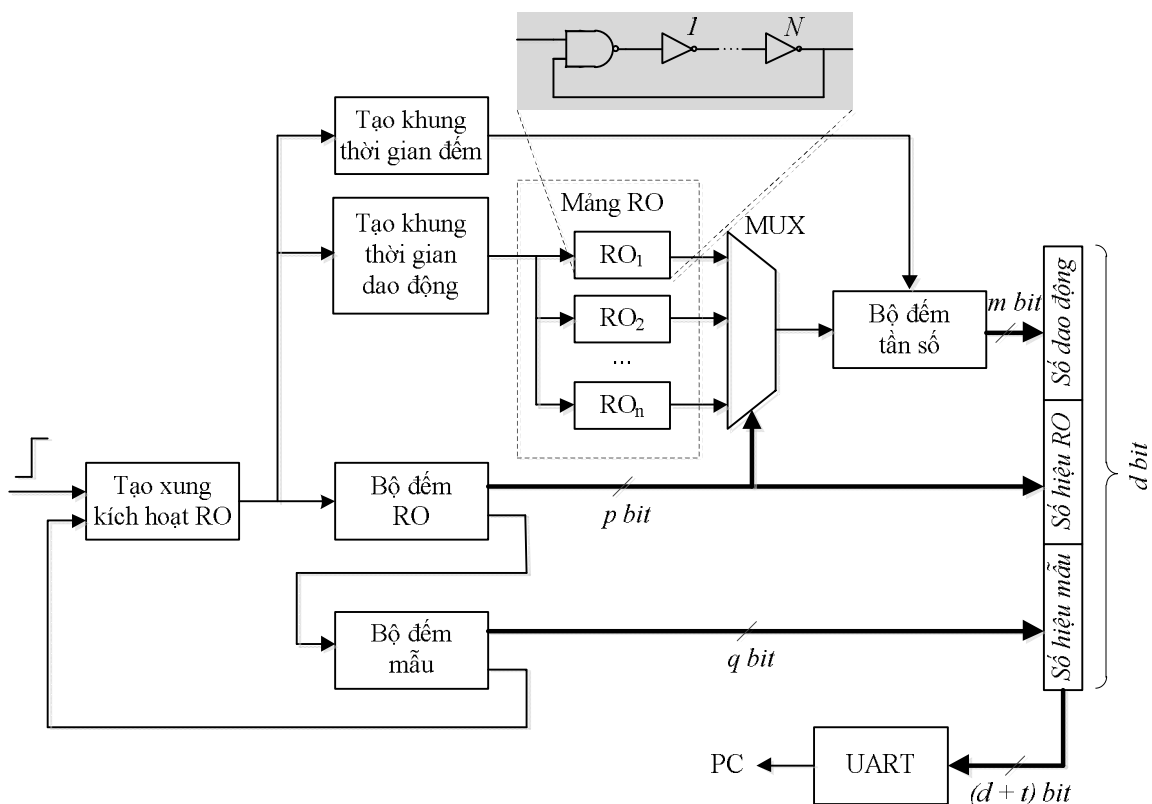 1
N
Tạo khung
thời gian đếm
Tạo khung
thời gian
dao động
Mảng RO
RO1
RO2
...
ROn
MUX
Bộ đếm
tần số
m bit
Số dao động
Số hiệu RO
Số hiệu mẫu
d bit
Tạo xung
kích hoạt RO
Bộ đếm
RO
p bit
Bộ đếm
mẫu
q bit
PC
UART
(d + t) bit